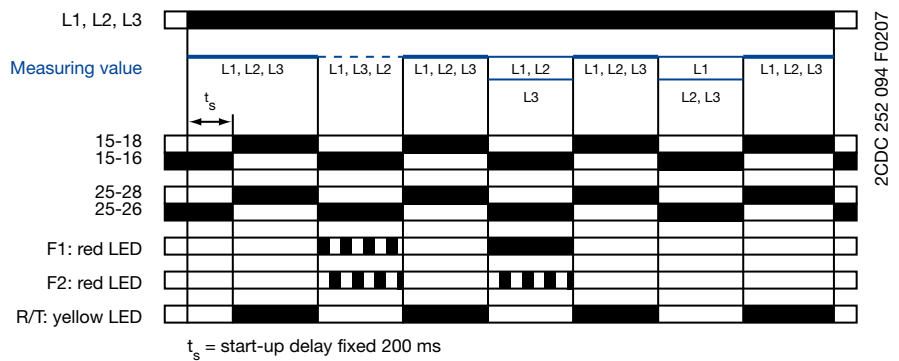 L1, L2, L3
Measuring value
L1, L2, L3
L1, L3, L2
L1, L2, L3
L1, L2
L1, L2, L3
L1
L1, L2, L3
L3
L2, L3
ts
15-18
15-16
25-28
25-26
F1: red LED
F2: red LED
R/T: yellow LED
ts = start-up delay fixed 200 ms
2CDC 252 094 F0207